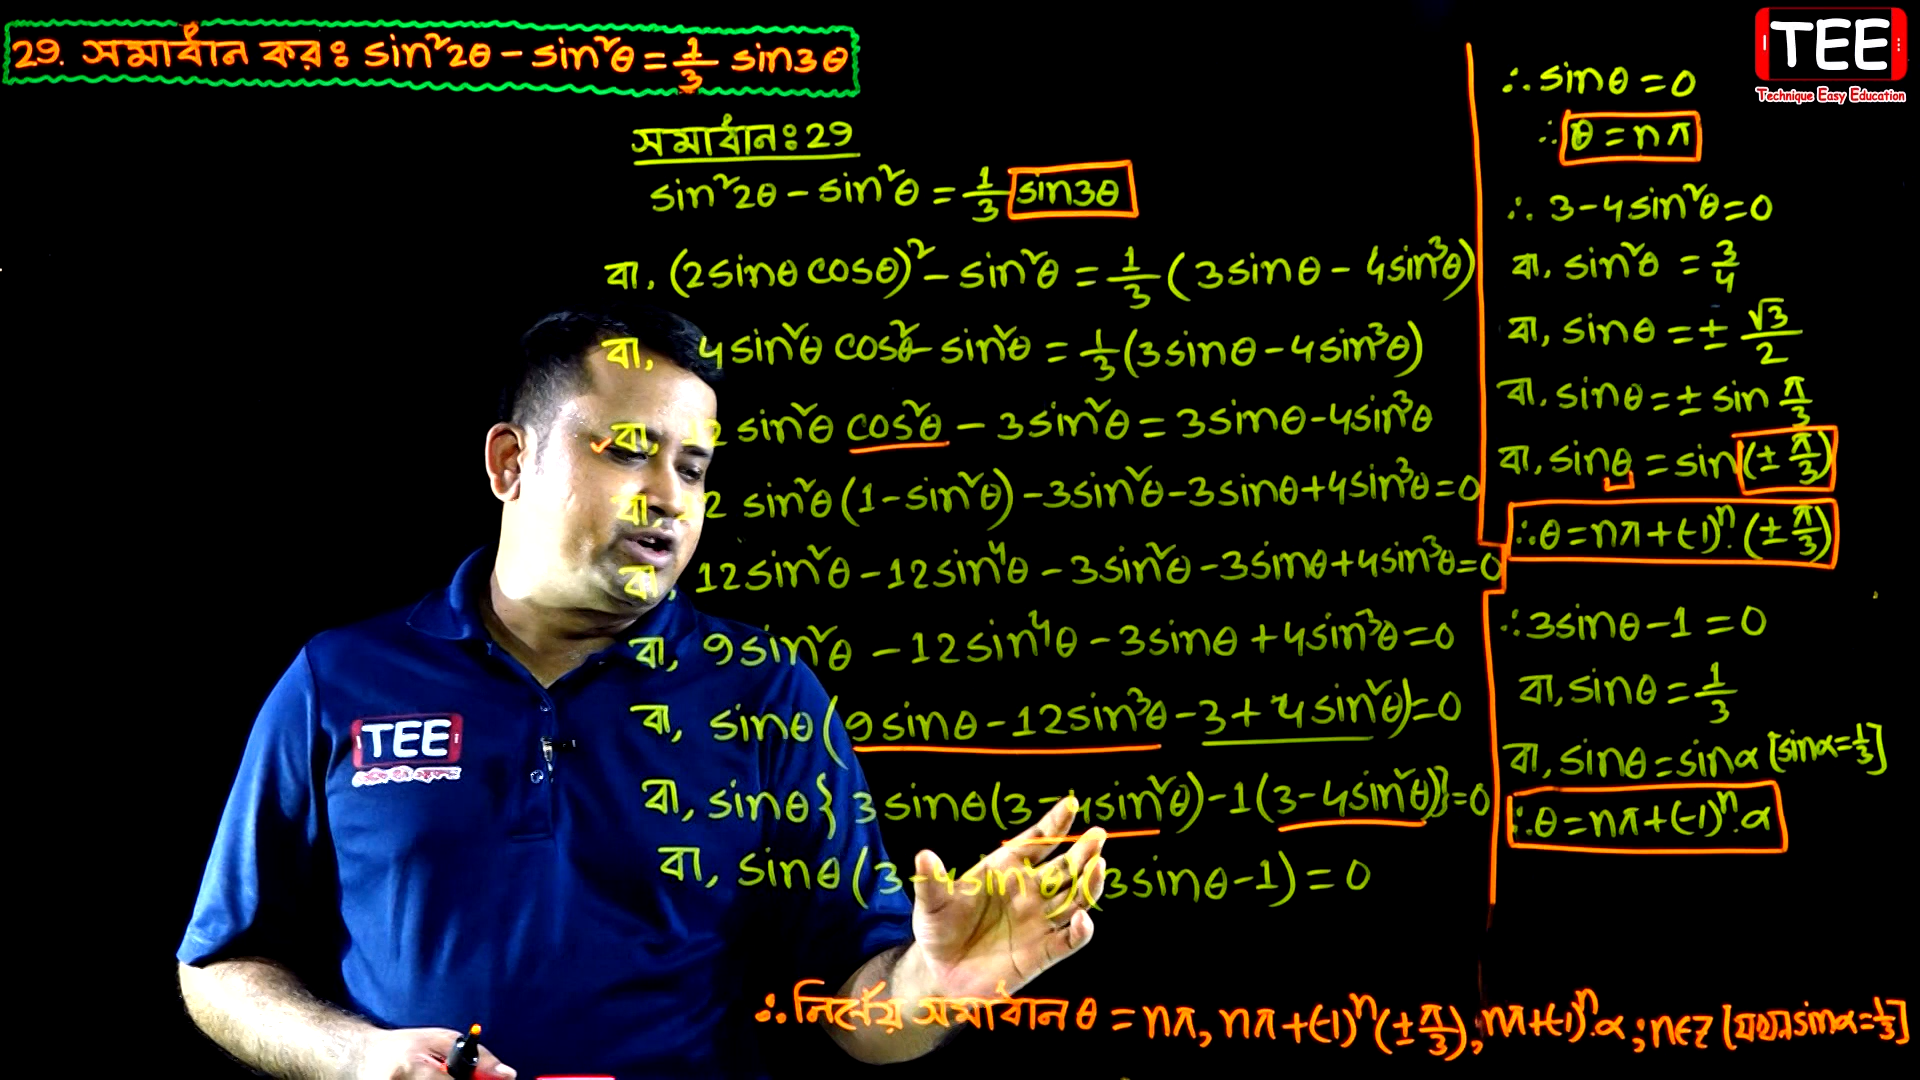 29. সমাধান করঃ sin²2θ - sin²θ = 1/3 sin3θ
TEE
Technique Easy Education
সমাধানঃ 29
sin²2θ - sin²θ = 1/3 sin3θ
বা, (2sinθ cosθ)² - sin²θ = 1/3 (3sinθ - 4sin³θ)
বা, 4sin²θ cos²θ - sin²θ = 1/3 (3sinθ - 4sin³θ)
বা, 12 sin²θ cos²θ - 3sin²θ = 3sinθ - 4sin³θ
বা, 12 sin²θ (1 - sin²θ) - 3sin²θ - 3sinθ + 4sin³θ = 0
বা, 12sin²θ - 12sin⁴θ - 3sin²θ - 3sinθ + 4sin³θ = 0
বা, 9sin²θ - 12sin⁴θ - 3sinθ + 4sin³θ = 0
বা, sinθ (9sinθ - 12sin³θ - 3 + 4sin²θ) = 0
বা, sinθ { 3sinθ (3 - 4sin²θ) - 1 (3 - 4sin²θ)} = 0
বা, sinθ (3 - 4sin²θ) (3sinθ - 1) = 0
∴ sinθ = 0
∴ θ = nπ
∴ 3 - 4sin²θ = 0
বা, sin²θ = 3/4
বা, sinθ = ± √3/2
বা, sinθ = ± sin π/3
বা, sinθ = sin (± π/3)
∴ θ = nπ + (-1)ⁿ. (± π/3)
∴ 3sinθ - 1 = 0
বা, sinθ = 1/3
বা, sinθ = sinα [sinα = 1/3]
∴ θ = nπ + (-1)ⁿ. α
∴ নির্ণেয় সমাধান θ = nπ, nπ + (-1)ⁿ (± π/3), nπ + (-1)ⁿ. α ; n∈Z [যখন sinα = 1/3]
TEE